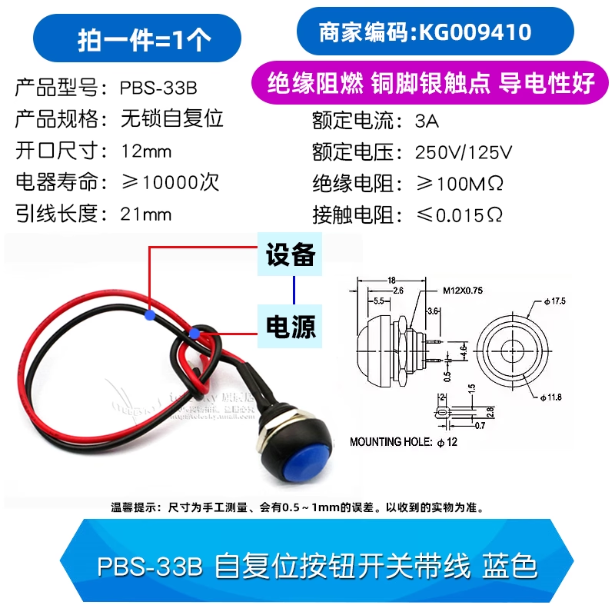 拍一件=1个
商家编码:KG009410
绝缘阻燃 铜脚银触点 导电性好
产品型号: PBS-33B
产品规格: 无锁自复位
开口尺寸: 12mm
电器寿命: ≥10000次
引线长度: 21mm
额定电流: 3A
额定电压: 250V/125V
绝缘电阻: ≥100MΩ
接触电阻: ≤0.015Ω
设备
电源
18
2.6
5.5
M12X0.75
3.6
4.6
0.5
φ17.5
φ11.8
2
1.5
2.8
0.7
MOUNTING HOLE: φ12
温馨提示: 尺寸为手工测量、会有0.5~1mm的误差。以收到的实物为准。
PBS-33B 自复位按钮开关带线 蓝色